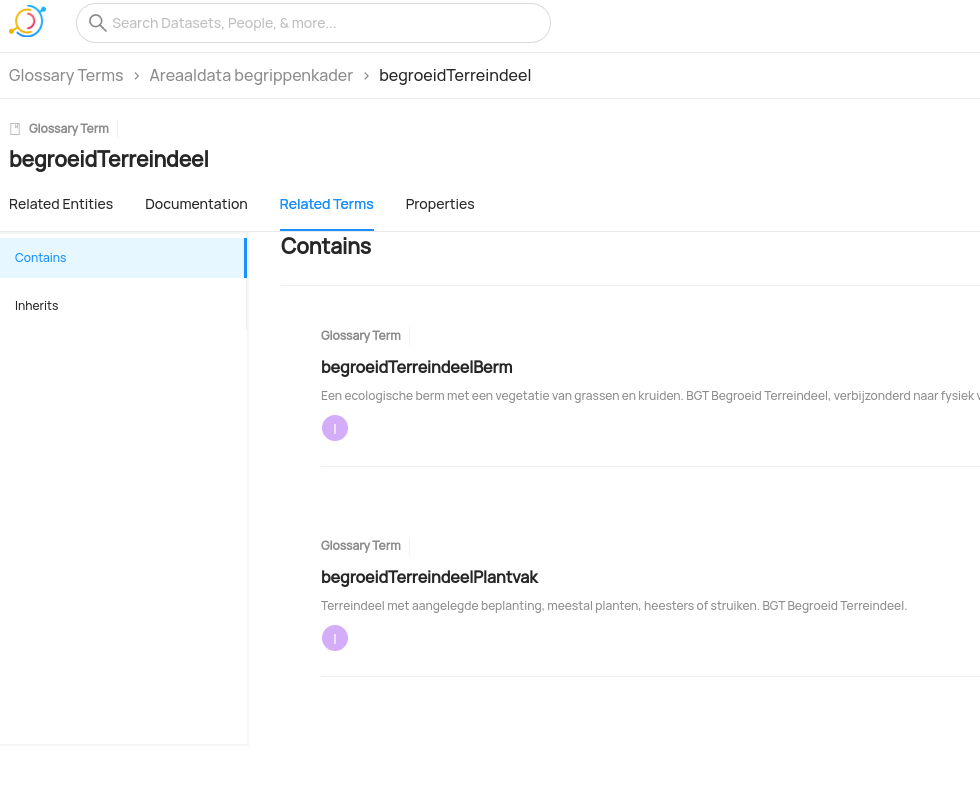 Search Datasets, People, & more...
Glossary Terms > Areaaldata begrippenkader > begroeidTerreindeel
Glossary Term
begroeidTerreindeel
Related Entities Documentation Related Terms Properties
Contains
Inherits
Contains
Glossary Term
begroeidTerreindeelBerm
Een ecologische berm met een vegetatie van grassen en kruiden. BGT Begroeid Terreindeel, verbijzonderd naar fysiek
I
Glossary Term
begroeidTerreindeelPlantvak
Terreindeel met aangelegde beplanting, meestal planten, heesters of struiken. BGT Begroeid Terreindeel.
I